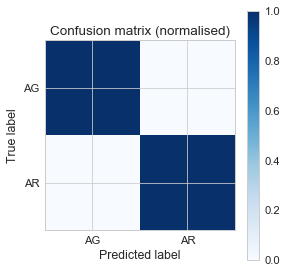 Confusion matrix (normalised)
1.0
0.8
0.6
0.4
0.2
0.0
True label
AG
AR
AG AR
Predicted label